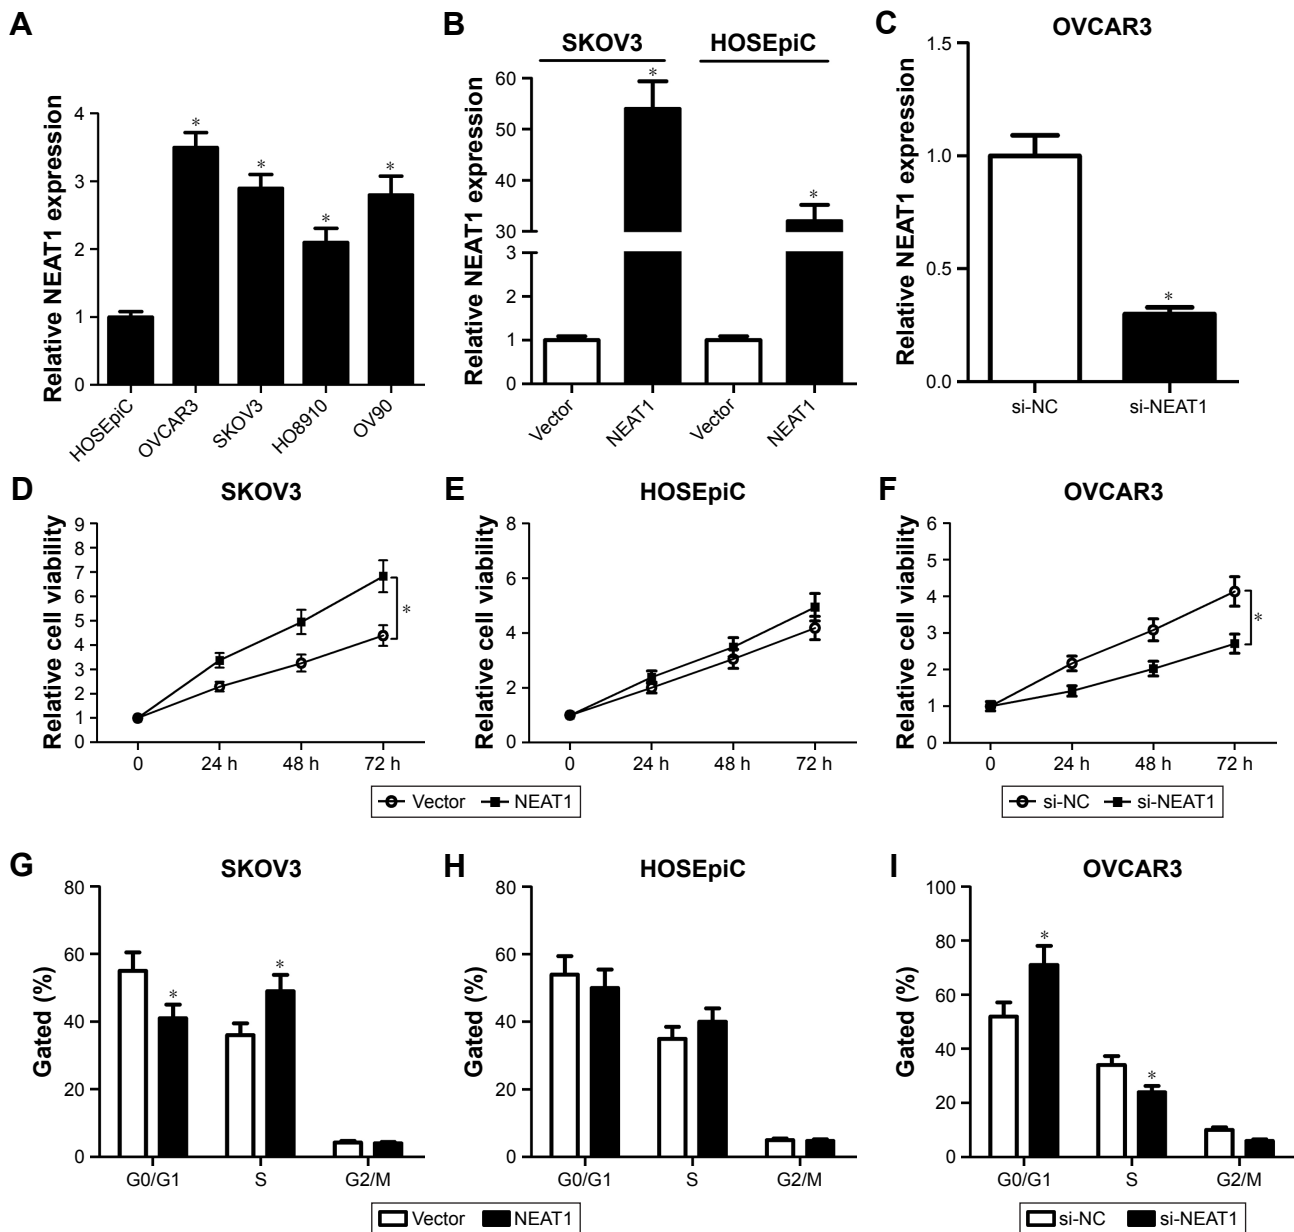 A
Relative NEAT1 expression
4
3
2
1
0
*
*
*
*
HOSEpiC
OVCAR3
SKOV3
HO8910
OV90
B
SKOV3
HOSEpiC
Relative NEAT1 expression
60
50
40
30
3
2
1
0
*
*
Vector
NEAT1
Vector
NEAT1
C
OVCAR3
Relative NEAT1 expression
1.5
1.0
0.5
0.0
*
si-NC
si-NEAT1
D
SKOV3
Relative cell viability
9
8
7
6
5
4
3
2
1
0
*
0
24 h
48 h
72 h
E
HOSEpiC
Relative cell viability
8
6
4
2
0
0
24 h
48 h
72 h
Vector
NEAT1
F
OVCAR3
Relative cell viability
6
5
4
3
2
1
0
*
0
24 h
48 h
72 h
si-NC
si-NEAT1
G
SKOV3
Gated (%)
80
60
40
20
0
*
*
G0/G1
S
G2/M
H
HOSEpiC
Gated (%)
80
60
40
20
0
G0/G1
S
G2/M
Vector
NEAT1
I
OVCAR3
Gated (%)
100
80
60
40
20
0
*
*
G0/G1
S
G2/M
si-NC
si-NEAT1